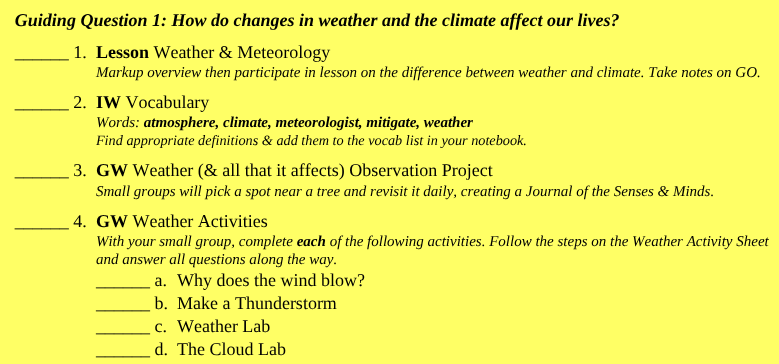 Guiding Question 1: How do changes in weather and the climate affect our lives?
______ 1. Lesson Weather & Meteorology
Markup overview then participate in lesson on the difference between weather and climate. Take notes on GO.
______ 2. IW Vocabulary
Words: atmosphere, climate, meteorologist, mitigate, weather
Find appropriate definitions & add them to the vocab list in your notebook.
______ 3. GW Weather (& all that it affects) Observation Project
Small groups will pick a spot near a tree and revisit it daily, creating a Journal of the Senses & Minds.
______ 4. GW Weather Activities
With your small group, complete each of the following activities. Follow the steps on the Weather Activity Sheet
and answer all questions along the way.
______ a. Why does the wind blow?
______ b. Make a Thunderstorm
______ c. Weather Lab
______ d. The Cloud Lab